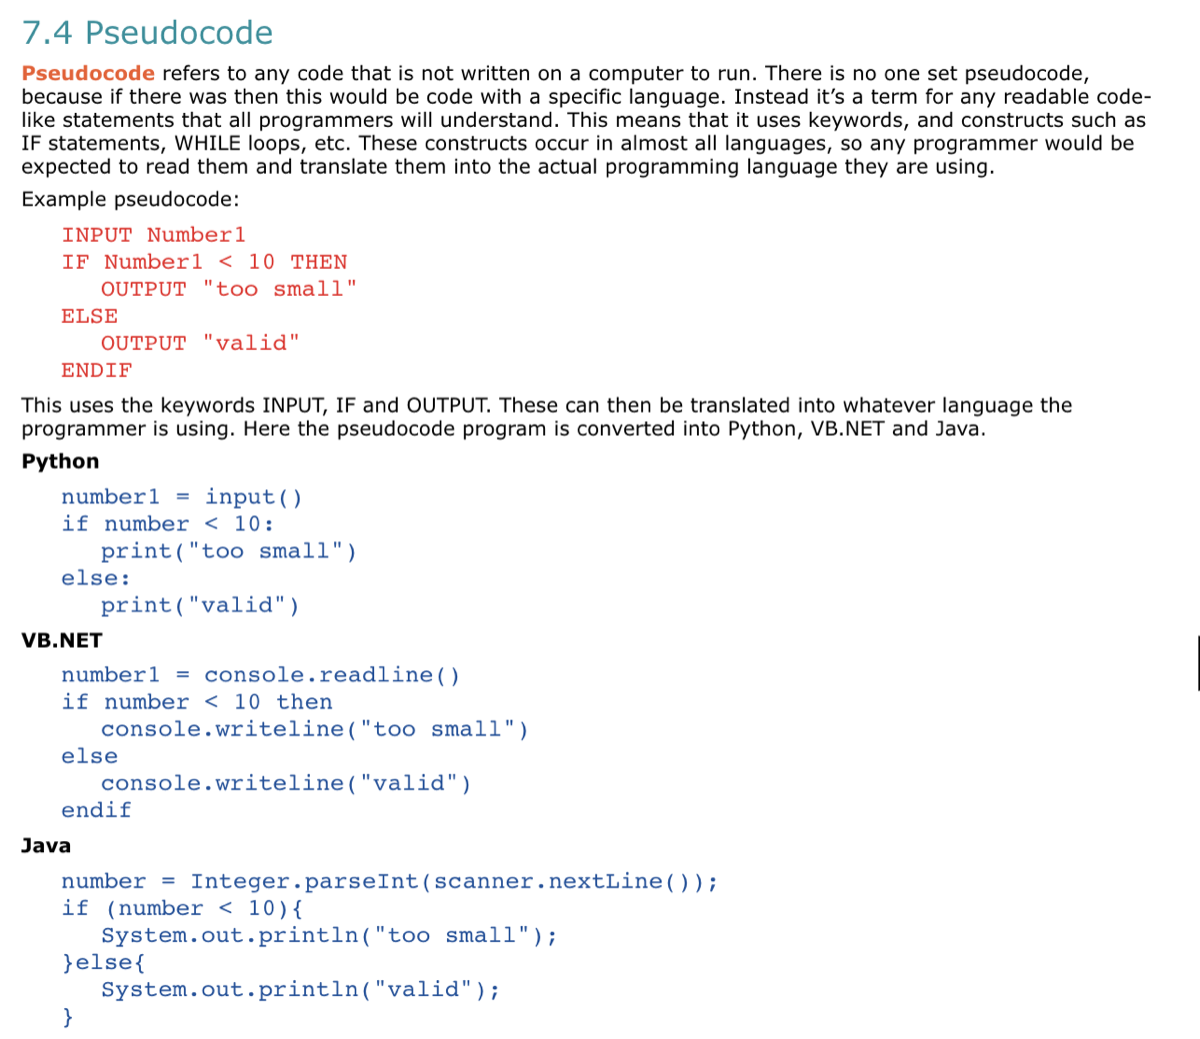 7.4 Pseudocode
Pseudocode refers to any code that is not written on a computer to run. There is no one set pseudocode,
because if there was then this would be code with a specific language. Instead it’s a term for any readable code-
like statements that all programmers will understand. This means that it uses keywords, and constructs such as
IF statements, WHILE loops, etc. These constructs occur in almost all languages, so any programmer would be
expected to read them and translate them into the actual programming language they are using.
Example pseudocode:
INPUT Number1
IF Number1 < 10 THEN
OUTPUT "too small"
ELSE
OUTPUT "valid"
ENDIF
This uses the keywords INPUT, IF and OUTPUT. These can then be translated into whatever language the
programmer is using. Here the pseudocode program is converted into Python, VB.NET and Java.
Python
number1 = input()
if number < 10:
print("too small")
else:
print("valid")
VB.NET
number1 = console.readline()
if number < 10 then
console.writeline("too small")
else
console.writeline("valid")
endif
Java
number = Integer.parseInt(scanner.nextLine());
if (number < 10){
System.out.println("too small");
}else{
System.out.println("valid");
}